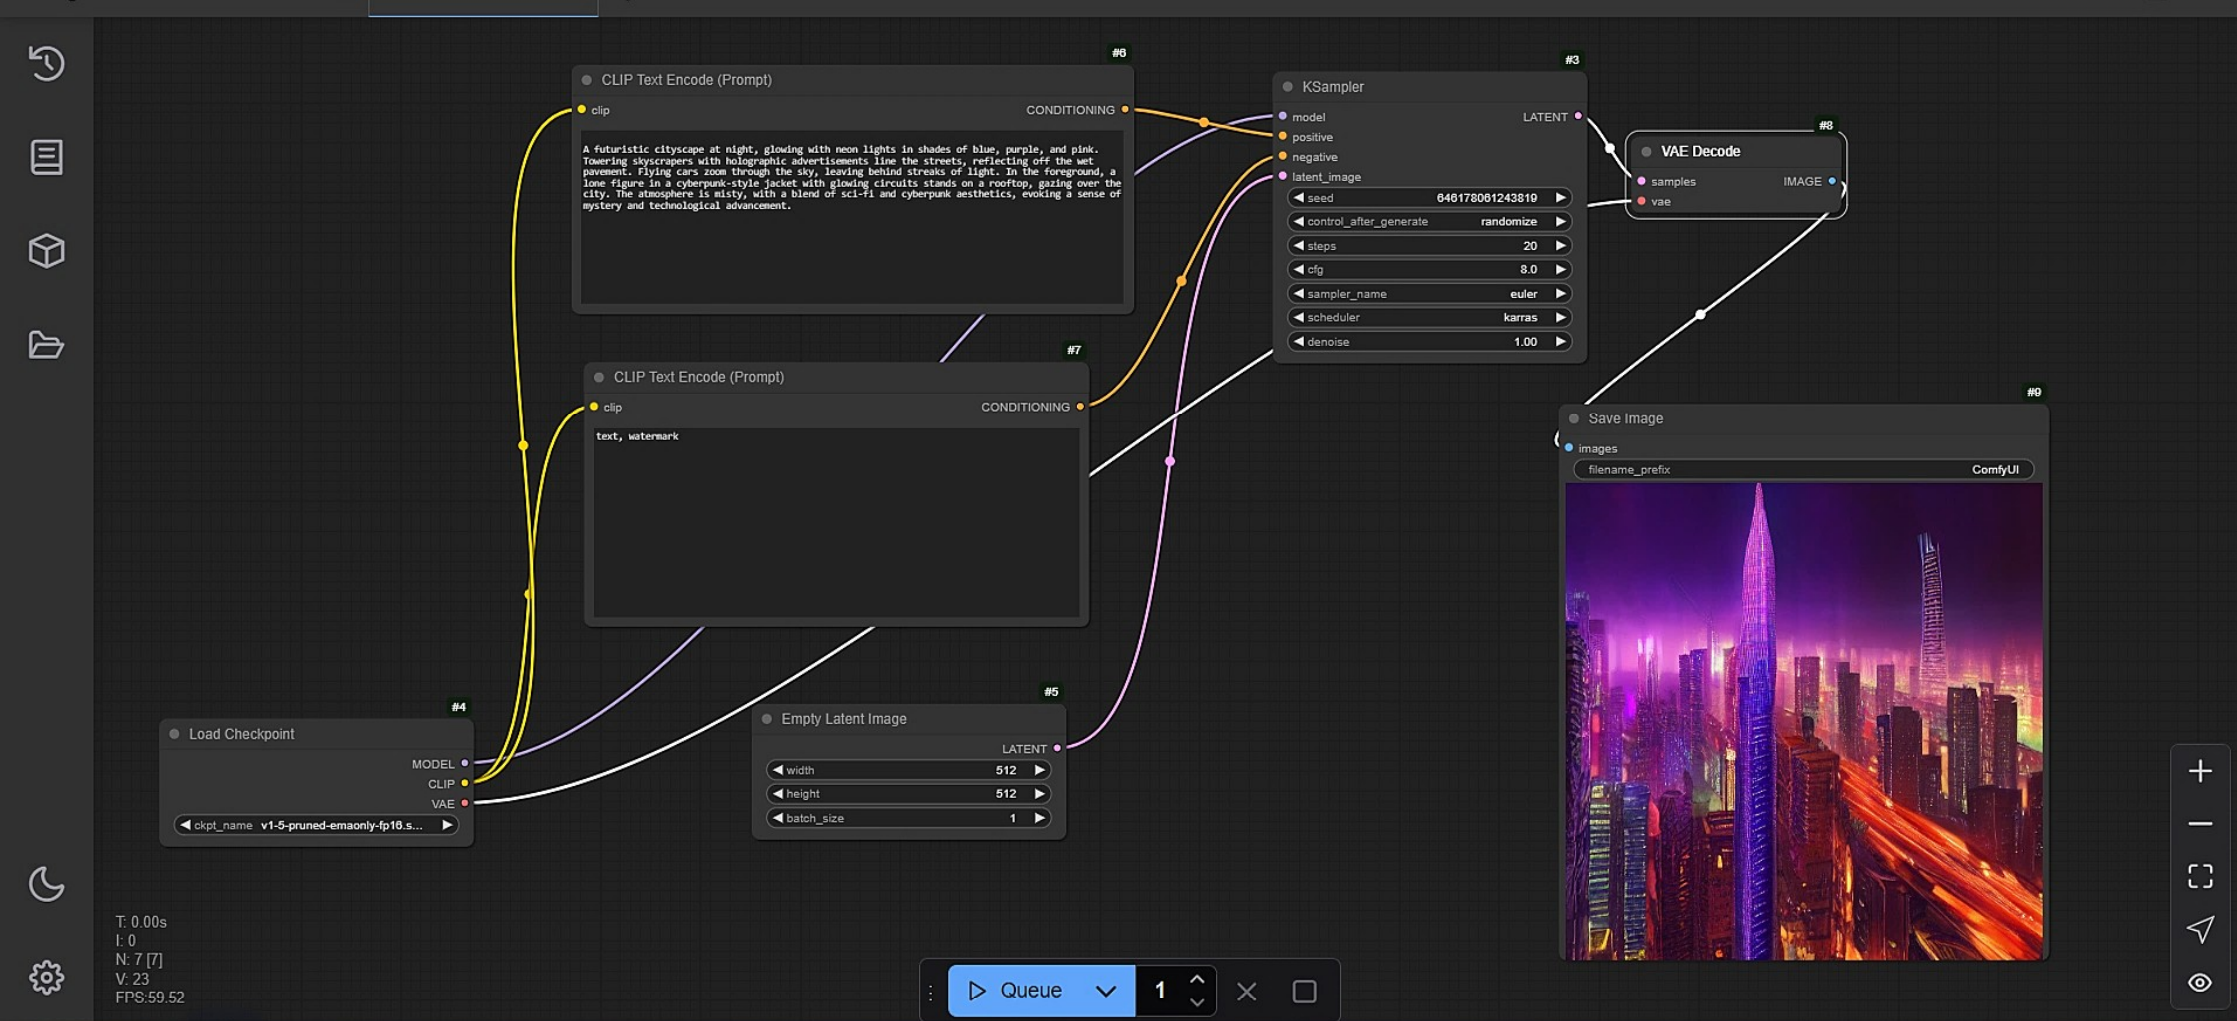 #6
CLIP Text Encode (Prompt)
clip CONDITIONING
A futuristic cityscape at night, glowing with neon lights in shades of blue, purple, and pink.
Towering skyscrapers with holographic advertisements line the streets, reflecting off the wet
pavement. Flying cars zoom through the sky, leaving behind streaks of light. In the foreground, a
lone figure in a cyberpunk-style jacket with glowing circuits stands on a rooftop, gazing over the
city. The atmosphere is misty, with a blend of sci-fi and cyberpunk aesthetics, evoking a sense of
mystery and technological advancement.
#7
CLIP Text Encode (Prompt)
clip CONDITIONING
text, watermark
#4
Load Checkpoint
MODEL
CLIP
VAE
ckpt_name v1-5-pruned-emaonly-fp16.s...
#5
Empty Latent Image
LATENT
width 512
height 512
batch_size 1
#3
KSampler
model LATENT
positive
negative
latent_image
seed 646178061243819
control_after_generate randomize
steps 20
cfg 8.0
sampler_name euler
scheduler karras
denoise 1.00
#8
VAE Decode
samples IMAGE
vae
#9
Save Image
images
filename_prefix ComfyUI
T: 0.00s
I: 0
N: 7 [7]
V: 23
FPS:59.52
Queue 1